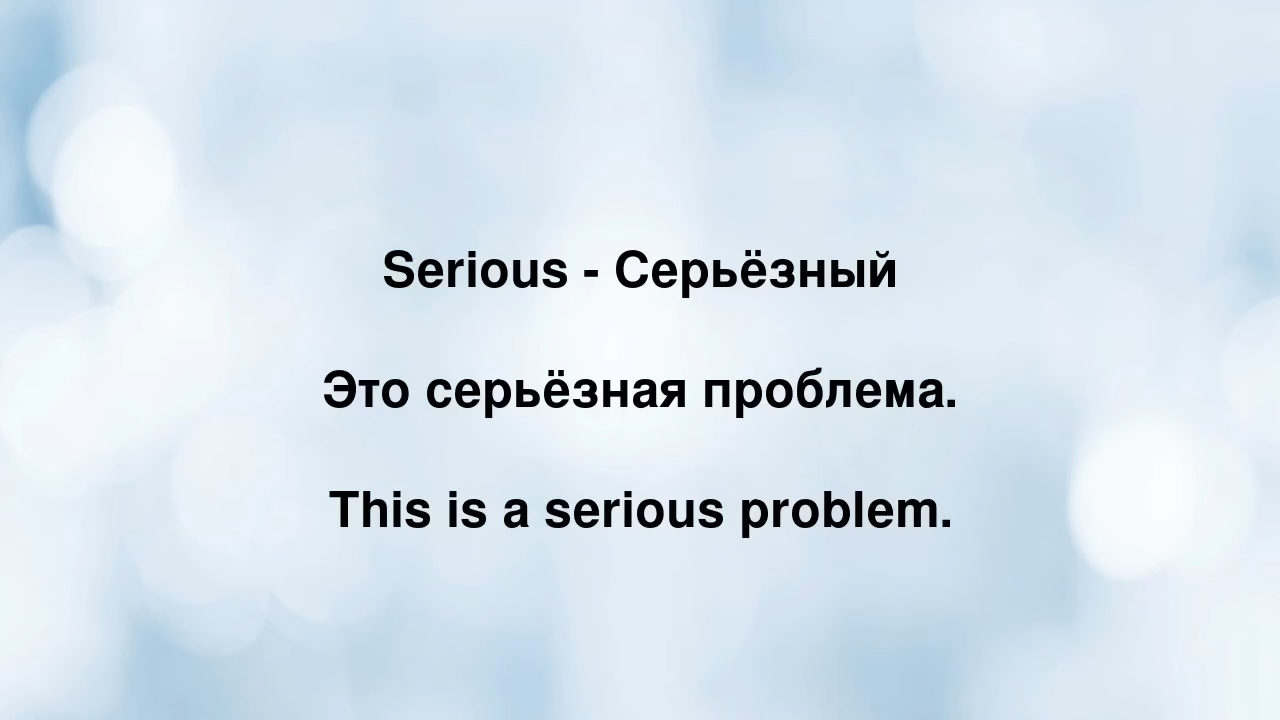 Serious - Серьёзный
Это серьёзная проблема.
This is a serious problem.